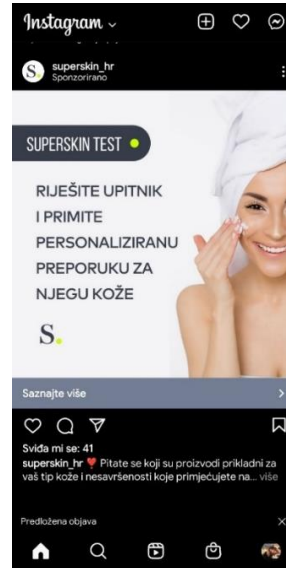 Instagram
superskin_hr
Sponzorirano
SUPERSKIN TEST
RIJEŠITE UPITNIK
I PRIMITE
PERSONALIZIRANU
PREPORUKU ZA
NJEGU KOŽE
S.
Saznajte više
Sviđa mi se: 41
superskin_hr ❣️ Pitate se koji su proizvodi prikladni za
vaš tip kože i nesavršenosti koje primjećujete na... više
Predložena objava